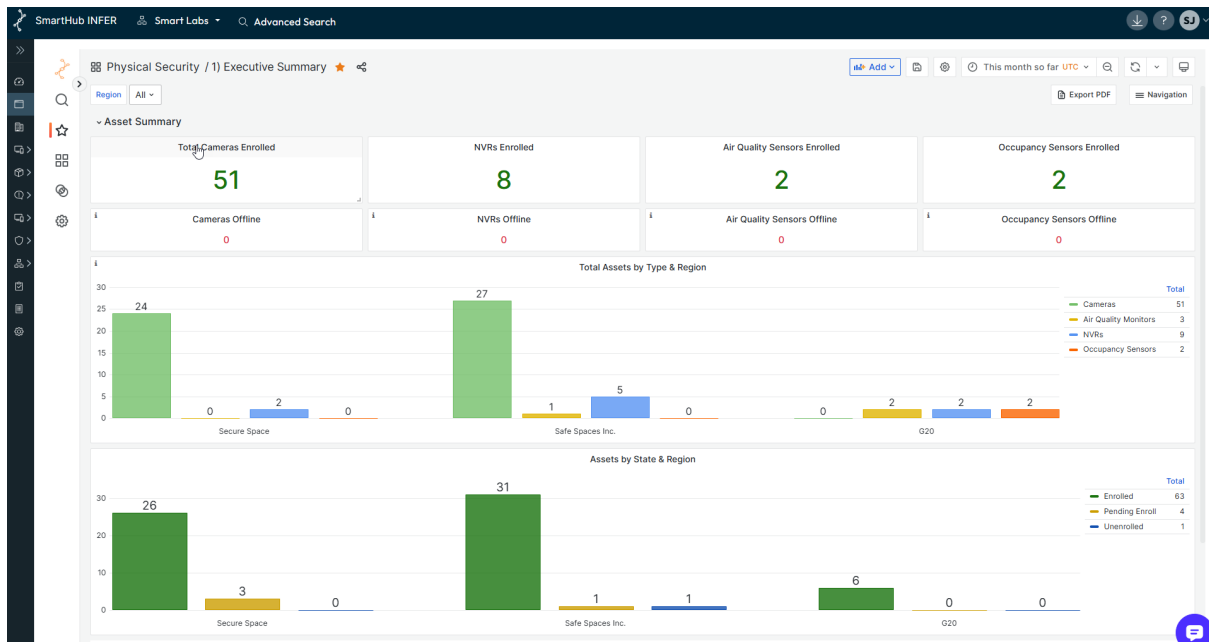 SmartHub INFER Smart Labs Advanced Search ? SJ
Physical Security / 1) Executive Summary Add This month so far UTC
Region All Export PDF Navigation
Asset Summary
Total Cameras Enrolled NVRs Enrolled Air Quality Sensors Enrolled Occupancy Sensors Enrolled
51 8 2 2
Cameras Offline NVRs Offline Air Quality Sensors Offline Occupancy Sensors Offline
0 0 0 0
Total Assets by Type & Region
30
25
20
15
10
5
0
24 0 2 0
27 1 5 0
0 2 2 2
Secure Space Safe Spaces Inc. G20
Total
Cameras 51
Air Quality Monitors 3
NVRs 9
Occupancy Sensors 2
Assets by State & Region
30
20
10
0
26 3 0
31 1 1
6 0 0
Secure Space Safe Spaces Inc. G20
Total
Enrolled 63
Pending Enroll 4
Unenrolled 1